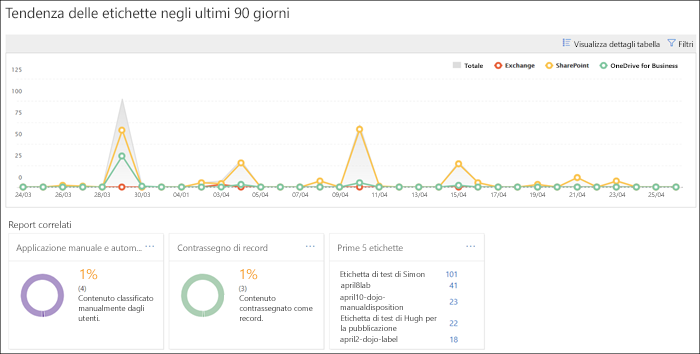 Tendenza delle etichette negli ultimi 90 giorni
Visualizza dettagli tabella
Filtri
Totale
Exchange
SharePoint
OneDrive for Business
125
100
75
50
25
0
24/03
26/03
28/03
30/03
04/01
03/04
05/04
07/04
09/04
11/04
13/04
15/04
17/04
19/04
21/04
23/04
25/04
Report correlati
Applicazione manuale e autom... ...
1%
(4)
Contenuto classificato
manualmente dagli
utenti.
Contrassegno di record ...
1%
(3)
Contenuto
contrassegnato come
record.
Prime 5 etichette ...
Etichetta di test di Simon 101
april8lab 41
april10-dojo-
manualdisposition 23
Etichetta di test di Hugh per
la pubblicazione 22
april2-dojo-label 18